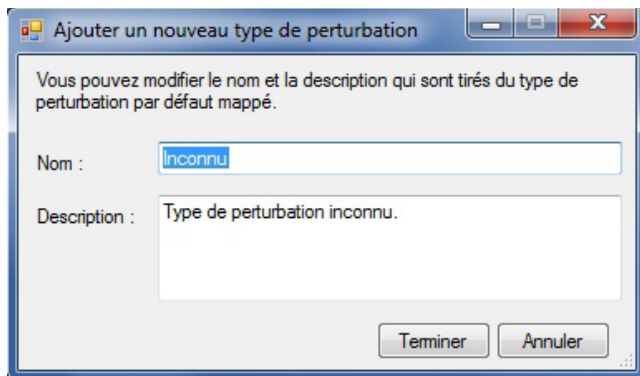 Ajouter un nouveau type de perturbation
Vous pouvez modifier le nom et la description qui sont tirés du type de
perturbation par défaut mappé.
Nom :
Inconnu
Description :
Type de perturbation inconnu.
Terminer
Annuler